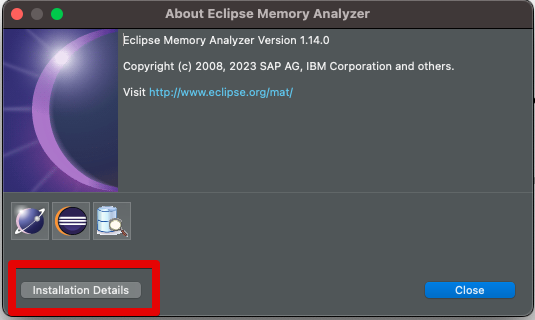 About Eclipse Memory Analyzer
Eclipse Memory Analyzer Version 1.14.0
Copyright (c) 2008, 2023 SAP AG, IBM Corporation and others.
Visit http://www.eclipse.org/mat/
Installation Details
Close